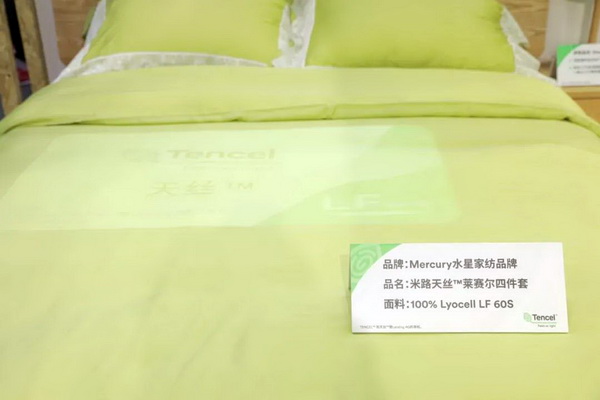 Tencel
天丝™
LF
品牌：Mercury水星家纺品牌
品名：米路天丝™莱赛尔四件套
面料：100% Lyocell LF 60S
Tencel